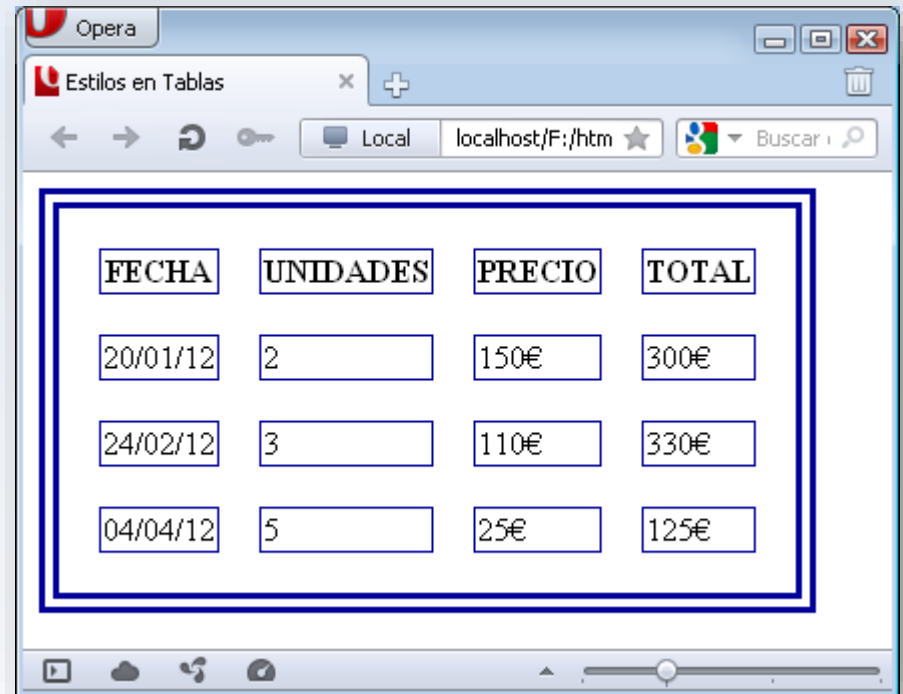 Opera
Estilos en Tablas
Local localhost/F:/htm Buscar
FECHA UNIDADES PRECIO TOTAL
20/01/12 2 150€ 300€
24/02/12 3 110€ 330€
04/04/12 5 25€ 125€